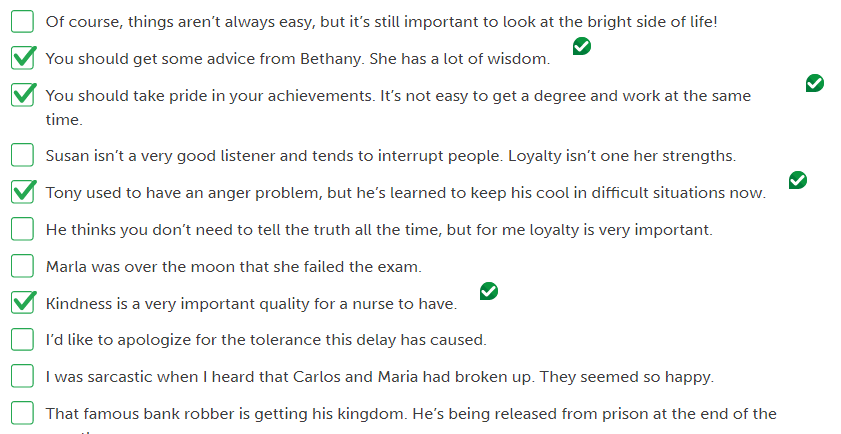 Of course, things aren't always easy, but it's still important to look at the bright side of life!
You should get some advice from Bethany. She has a lot of wisdom.
You should take pride in your achievements. It's not easy to get a degree and work at the same
time.
Susan isn't a very good listener and tends to interrupt people. Loyalty isn't one her strengths.
Tony used to have an anger problem, but he's learned to keep his cool in difficult situations now.
He thinks you don't need to tell the truth all the time, but for me loyalty is very important.
Marla was over the moon that she failed the exam.
Kindness is a very important quality for a nurse to have.
I'd like to apologize for the tolerance this delay has caused.
I was sarcastic when I heard that Carlos and Maria had broken up. They seemed so happy.
That famous bank robber is getting his kingdom. He's being released from prison at the end of the